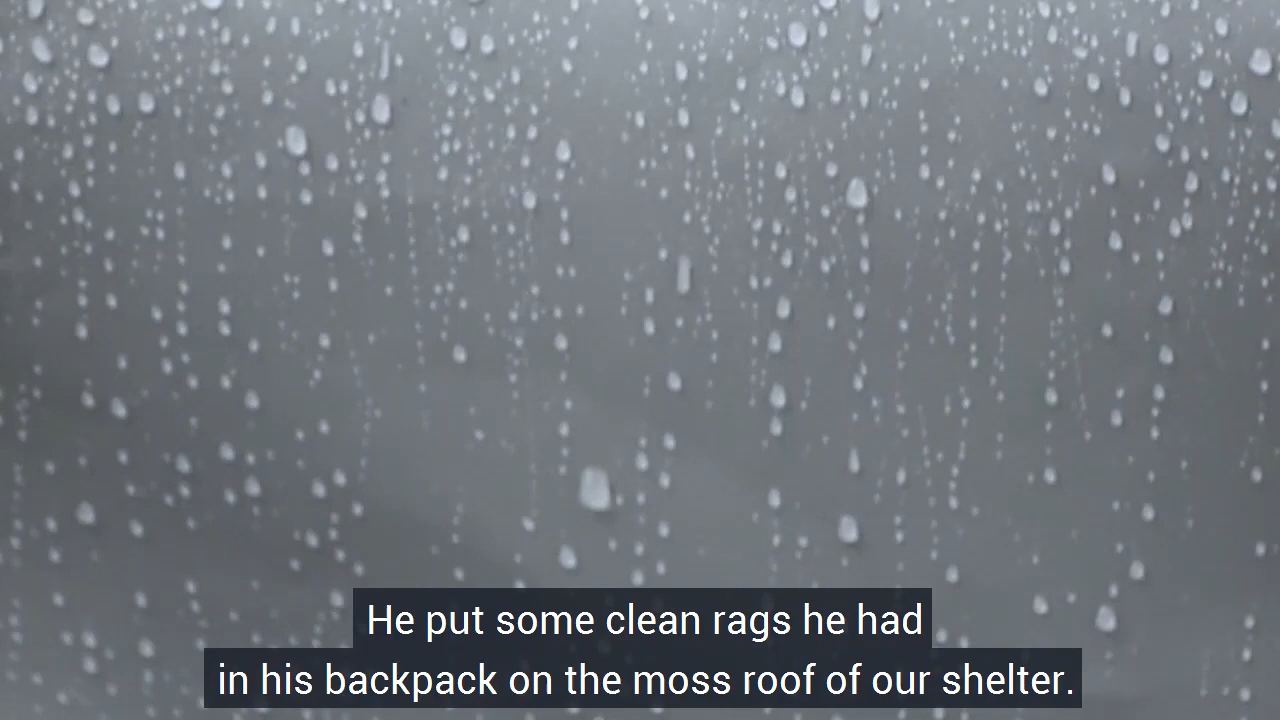 He put some clean rags he had
in his backpack on the moss roof of our shelter.